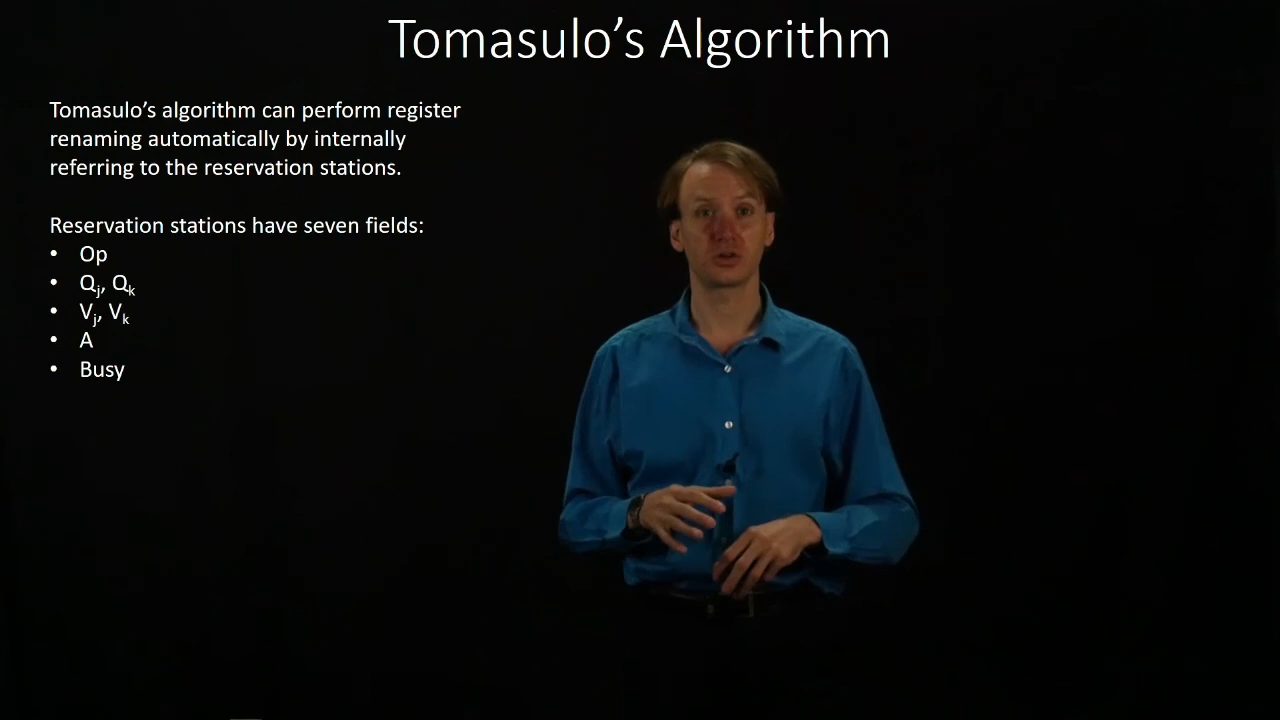 Tomasulo’s Algorithm
Tomasulo’s algorithm can perform register
renaming automatically by internally
referring to the reservation stations.
Reservation stations have seven fields:
• Op
• Qj, Qk
• Vj, Vk
• A
• Busy